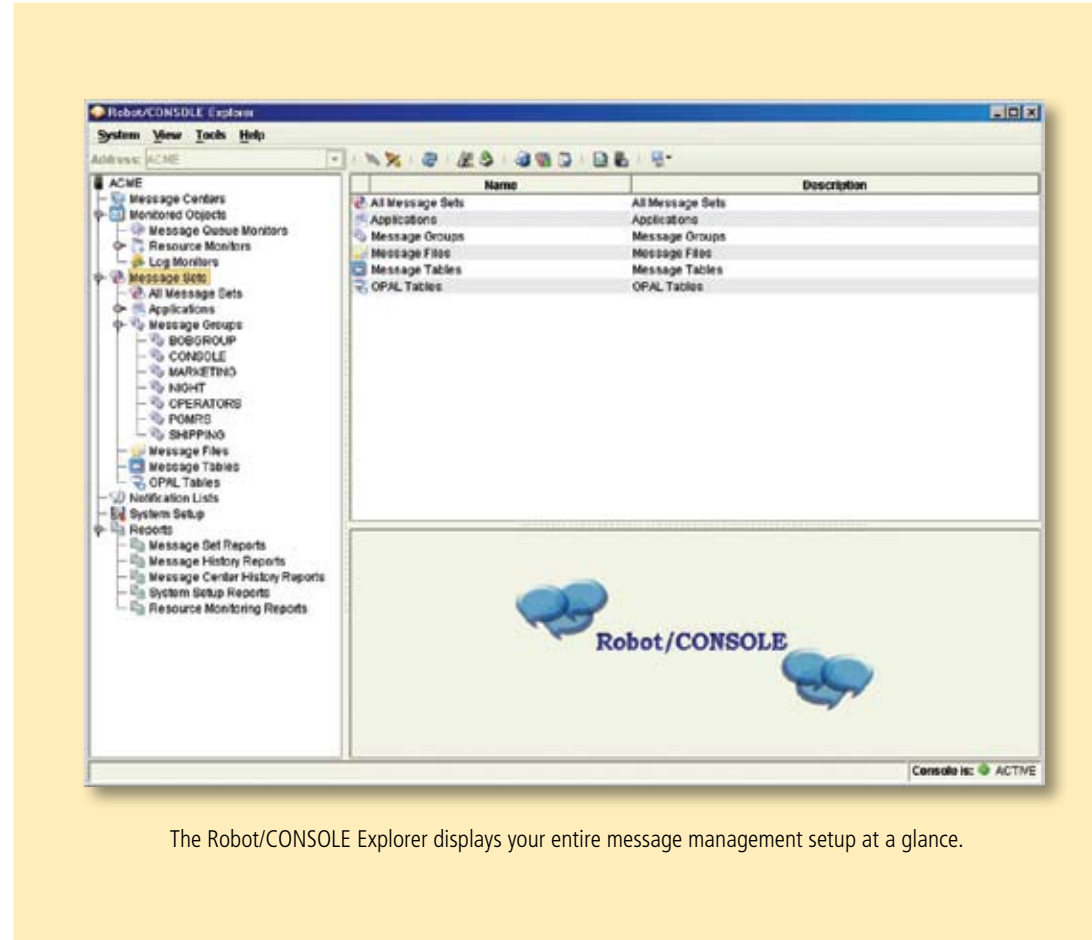 Robot/CONSOLE Explorer
System View Tools Help
Address: ACME
ACME
Message Centers
Monitored Objects
Message Queue Monitors
Resource Monitors
Log Monitors
Message Sets
All Message Sets
Applications
Message Groups
BOBGROUP
CONSOLE
MARKETING
NIGHT
OPERATORS
PGMRS
SHIPPING
Message Files
Message Tables
OPAL Tables
Notification Lists
System Setup
Reports
Message Set Reports
Message History Reports
Message Center History Reports
System Setup Reports
Resource Monitoring Reports
Name Description
All Message Sets All Message Sets
Applications Applications
Message Groups Message Groups
Message Files Message Files
Message Tables Message Tables
OPAL Tables OPAL Tables
Robot/CONSOLE
Console is: ACTIVE
The Robot/CONSOLE Explorer displays your entire message management setup at a glance.